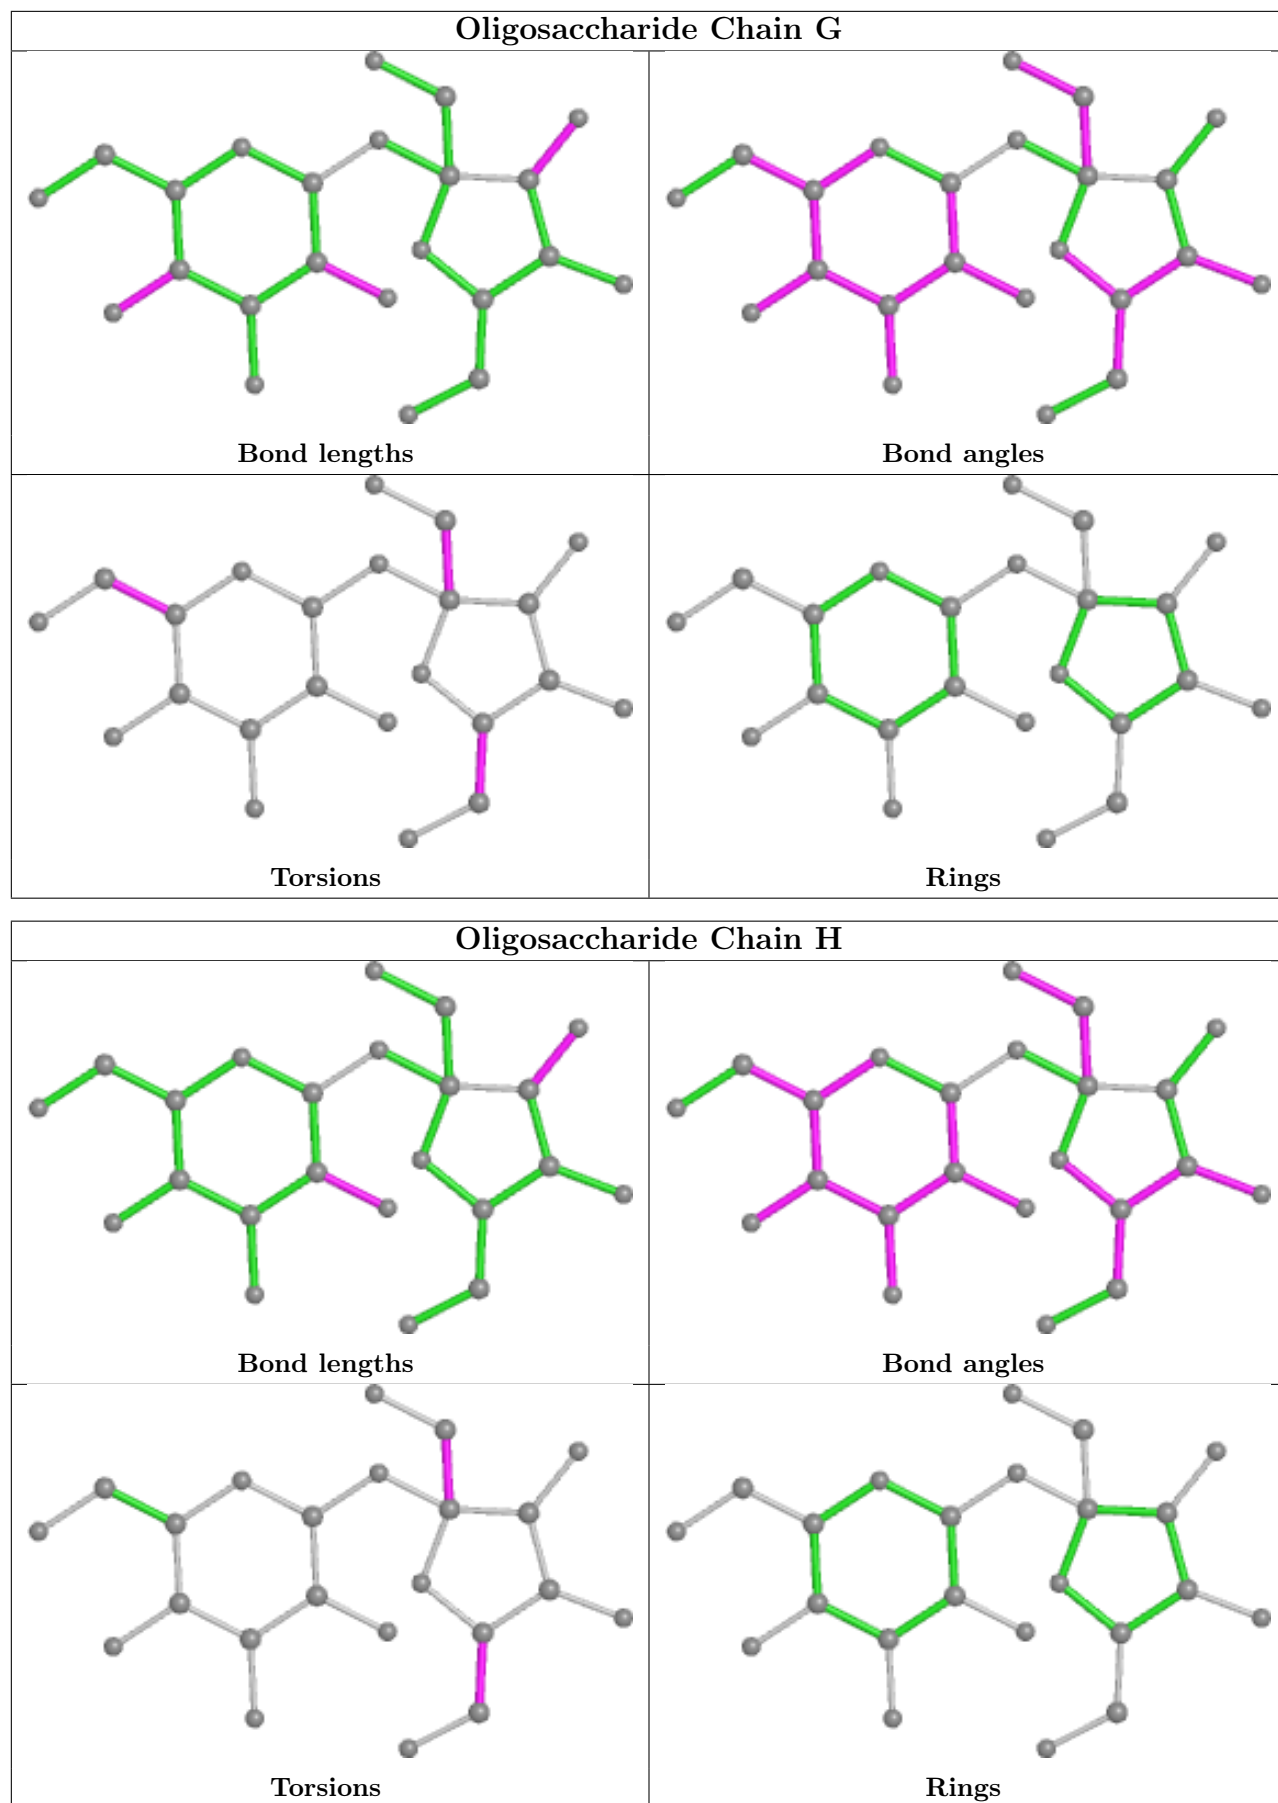 Oligosaccharide Chain G
Bond lengths
Bond angles
Torsions
Rings
Oligosaccharide Chain H
Bond lengths
Bond angles
Torsions
Rings